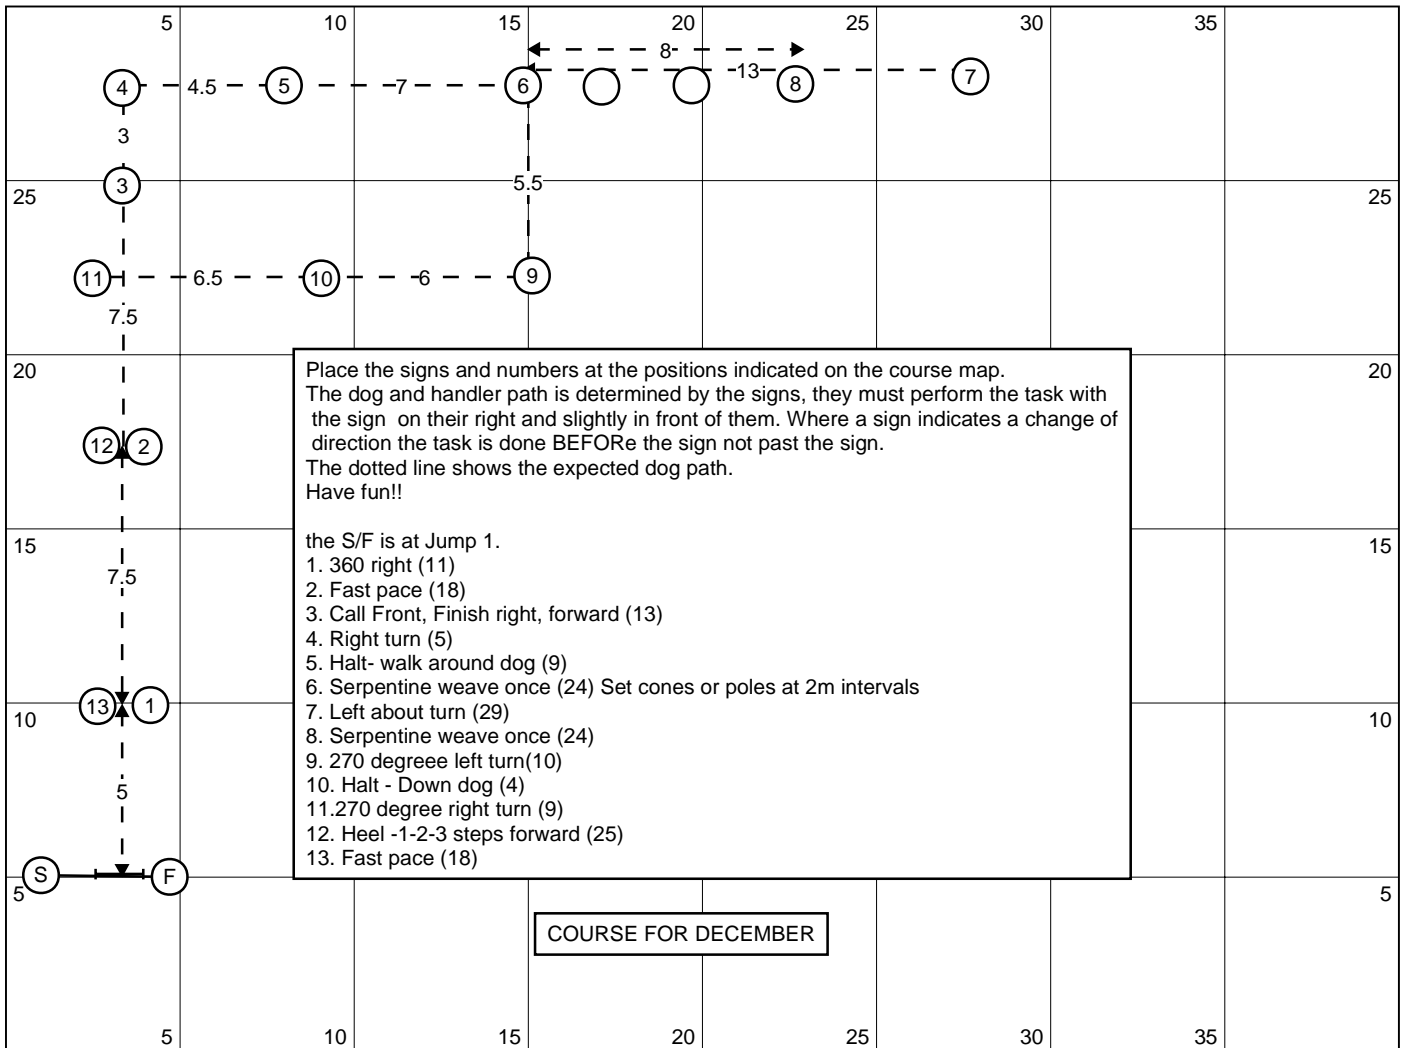 5 10 15 20 25 30 35
8
13
4 4.5 5 7 6 8 7
3
3
5.5
25 25
11 6.5 10 6 9
7.5
20 20
Place the signs and numbers at the positions indicated on the course map.
The dog and handler path is determined by the signs, they must perform the task with
the sign on their right and slightly in front of them. Where a sign indicates a change of
direction the task is done BEFORe the sign not past the sign.
The dotted line shows the expected dog path.
Have fun!!
12 2
15 15
7.5
the S/F is at Jump 1.
1. 360 right (11)
2. Fast pace (18)
3. Call Front, Finish right, forward (13)
4. Right turn (5)
5. Halt- walk around dog (9)
6. Serpentine weave once (24) Set cones or poles at 2m intervals
7. Left about turn (29)
8. Serpentine weave once (24)
9. 270 degreee left turn(10)
10. Halt - Down dog (4)
11.270 degree right turn (9)
12. Heel -1-2-3 steps forward (25)
13. Fast pace (18)
13 1
10 10
5
S F
5 5
COURSE FOR DECEMBER
5 10 15 20 25 30 35